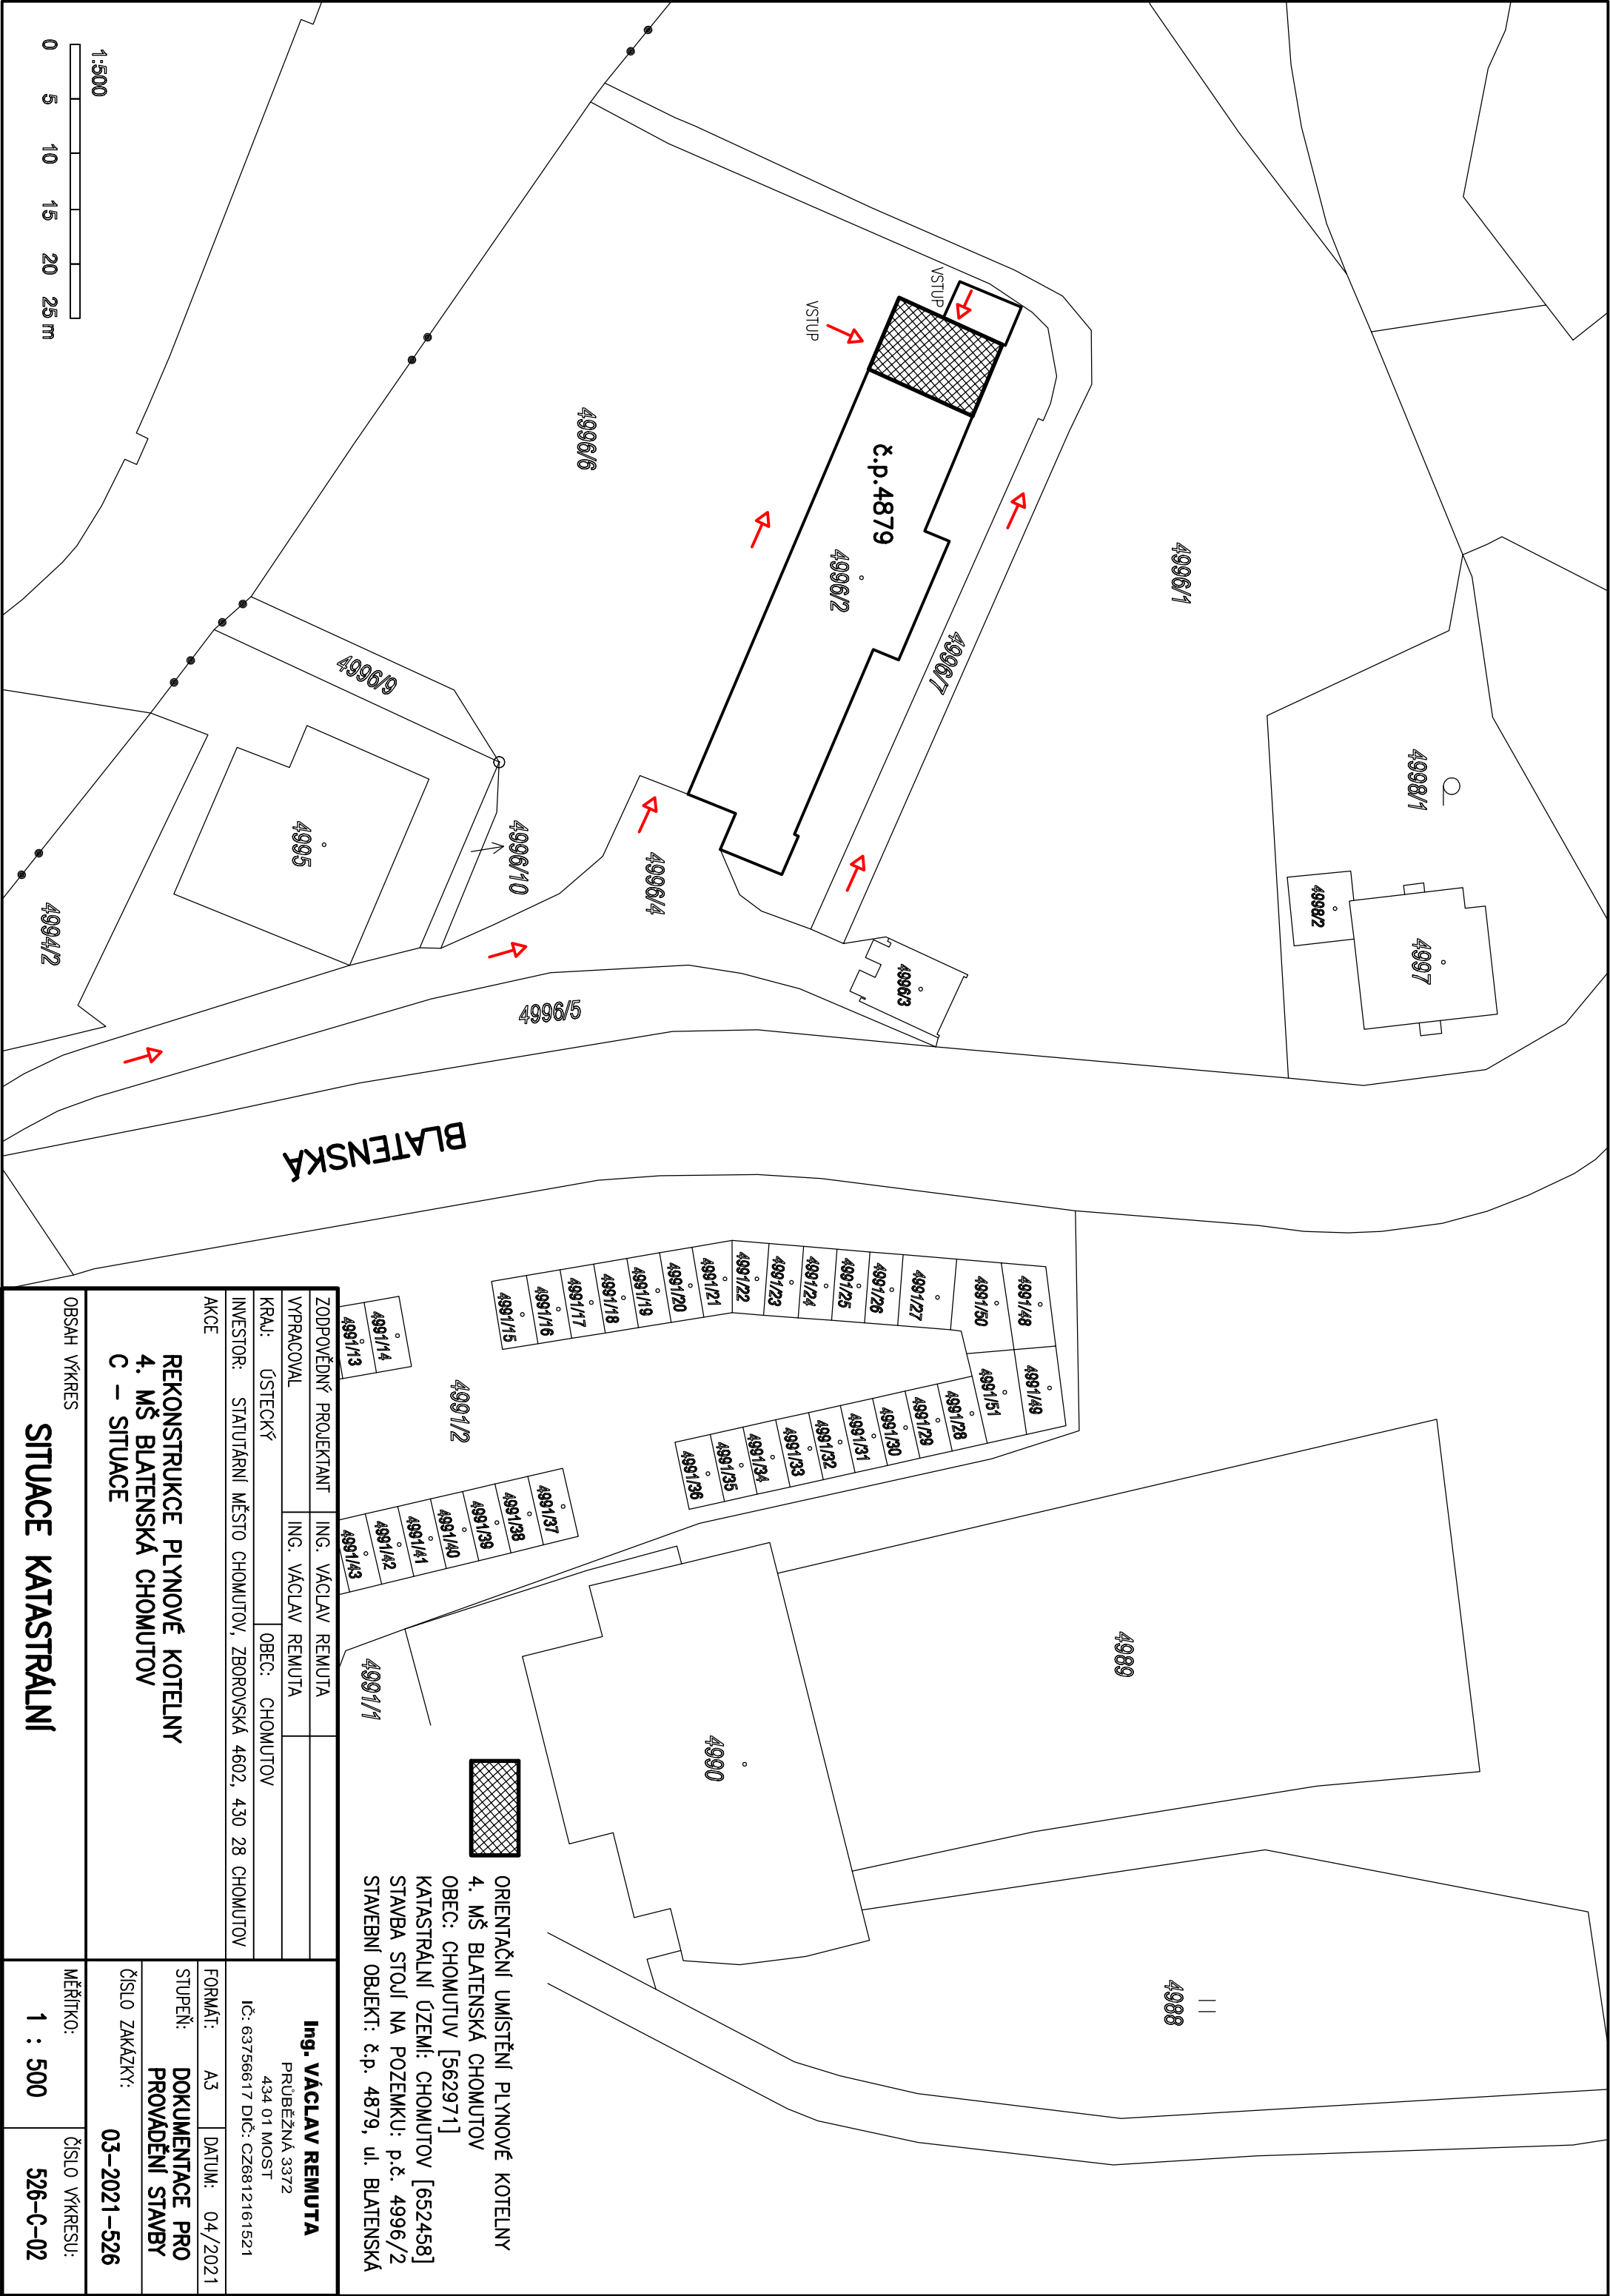 1:500
0 5 10 15 20 25 m
VSTUP
VSTUP
č.p.4879
4996/2
4996/6
4996/1
4996/7
4996/9
4996/10
4996/4
4996/3
4996/5
4995
4994/2
4998/1
4998/2
4997
BLATENSKÁ
4991/48
4991/50
4991/27
4991/26
4991/25
4991/24
4991/23
4991/22
4991/21
4991/20
4991/19
4991/18
4991/17
4991/16
4991/15
4991/14
4991/13
4991/49
4991/51
4991/28
4991/29
4991/30
4991/31
4991/32
4991/33
4991/34
4991/35
4991/36
4991/37
4991/38
4991/39
4991/40
4991/41
4991/42
4991/43
4991/2
4991/1
4989
4990
4988
ORIENTAČNÍ UMÍSTĚNÍ PLYNOVÉ KOTELNY
4. MŠ BLATENSKÁ CHOMUTOV
OBEC: CHOMUTUV [562971]
KATASTRÁLNÍ ÚZEMÍ: CHOMUTOV [652458]
STAVBA STOJÍ NA POZEMKU: p.č. 4996/2
STAVEBNÍ OBJEKT: č.p. 4879, ul. BLATENSKÁ
ZODPOVĚDNÝ PROJEKTANT ING. VÁCLAV REMUTA
VYPRACOVAL ING. VÁCLAV REMUTA
KRAJ: ÚSTECKÝ OBEC: CHOMUTOV
INVESTOR: STATUTÁRNÍ MĚSTO CHOMUTOV, ZBOROVSKÁ 4602, 430 28 CHOMUTOV
AKCE
REKONSTRUKCE PLYNOVÉ KOTELNY
4. MŠ BLATENSKÁ CHOMUTOV
C – SITUACE
OBSAH VÝKRES
SITUACE KATASTRÁLNÍ
Ing. VÁCLAV REMUTA
PRŮBĚŽNÁ 3372
434 01 MOST
IČ: 63756617 DIČ: CZ6812161521
FORMÁT: A3 DATUM: 04/2021
STUPEŇ: DOKUMENTACE PRO
PROVÁDĚNÍ STAVBY
ČÍSLO ZAKÁZKY: 03-2021-526
MĚŘÍTKO: ČÍSLO VÝKRESU:
1 : 500 526-C-02